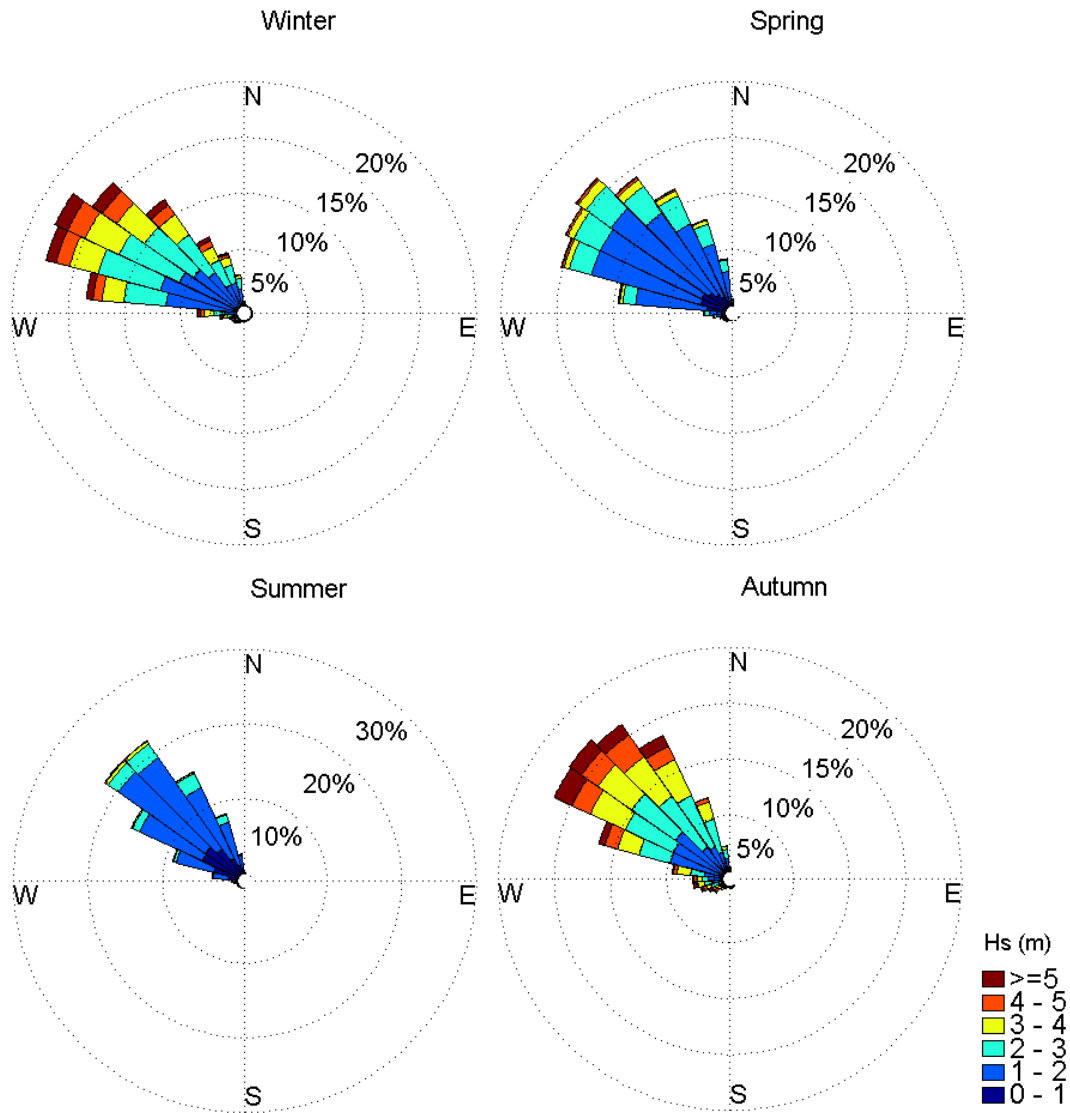 Winter
N
20%
15%
10%
5%
W
E
S
Spring
N
20%
15%
10%
5%
W
E
S
Summer
N
30%
20%
10%
W
E
S
Autumn
N
20%
15%
10%
5%
W
E
S
Hs (m)
>=5
4 - 5
3 - 4
2 - 3
1 - 2
0 - 1